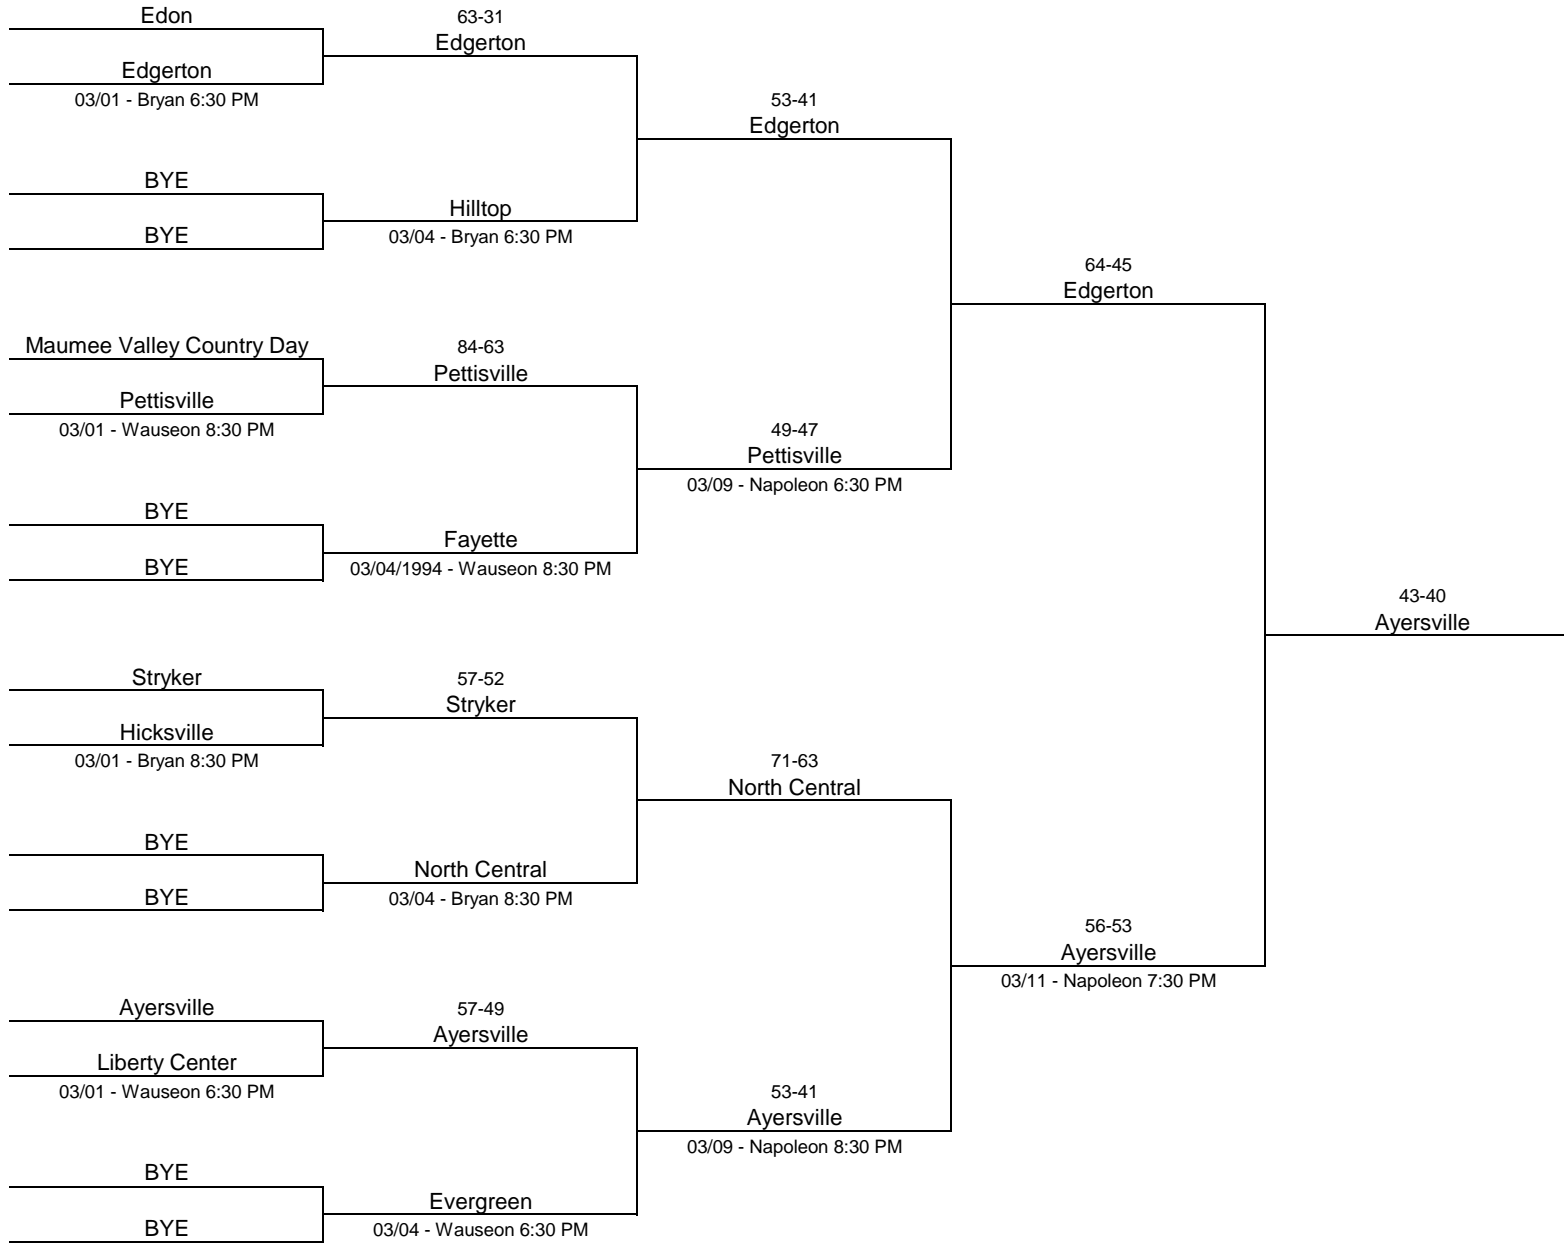 Edon
Edgerton
03/01 - Bryan 6:30 PM
BYE
BYE
Maumee Valley Country Day
Pettisville
03/01 - Wauseon 8:30 PM
BYE
BYE
Stryker
Hicksville
03/01 - Bryan 8:30 PM
BYE
BYE
Ayersville
Liberty Center
03/01 - Wauseon 6:30 PM
BYE
BYE
63-31
Edgerton
Hilltop
03/04 - Bryan 6:30 PM
84-63
Pettisville
Fayette
03/04/1994 - Wauseon 8:30 PM
57-52
Stryker
North Central
03/04 - Bryan 8:30 PM
57-49
Ayersville
Evergreen
03/04 - Wauseon 6:30 PM
53-41
Edgerton
49-47
Pettisville
03/09 - Napoleon 6:30 PM
71-63
North Central
53-41
Ayersville
03/09 - Napoleon 8:30 PM
64-45
Edgerton
56-53
Ayersville
03/11 - Napoleon 7:30 PM
43-40
Ayersville